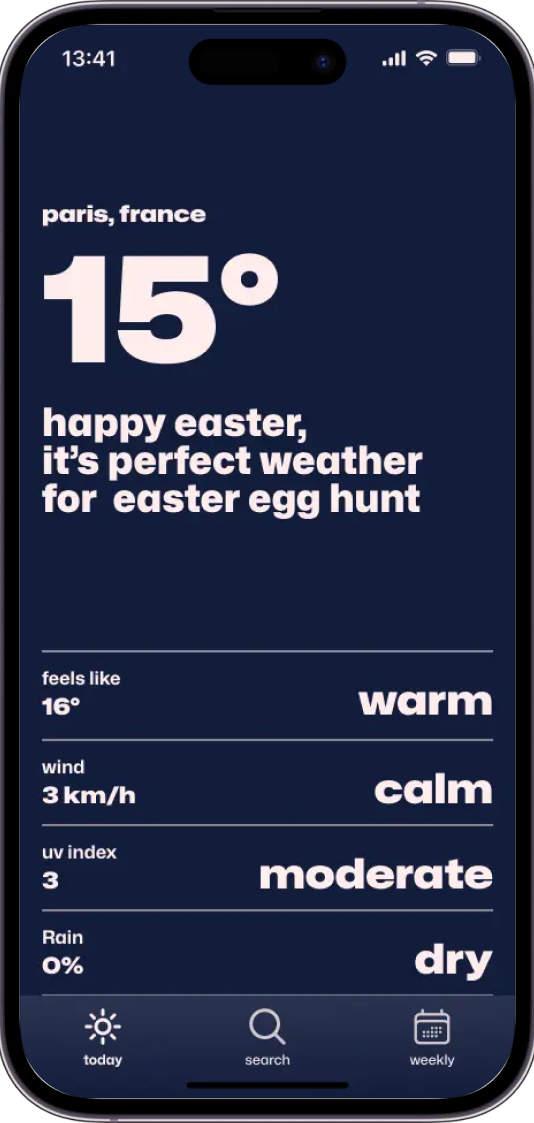 13:41
paris, france
15°
happy easter,
it's perfect weather
for easter egg hunt
feels like
16°
warm
wind
3 km/h
calm
uv index
3
moderate
Rain
0%
dry
today
search
weekly